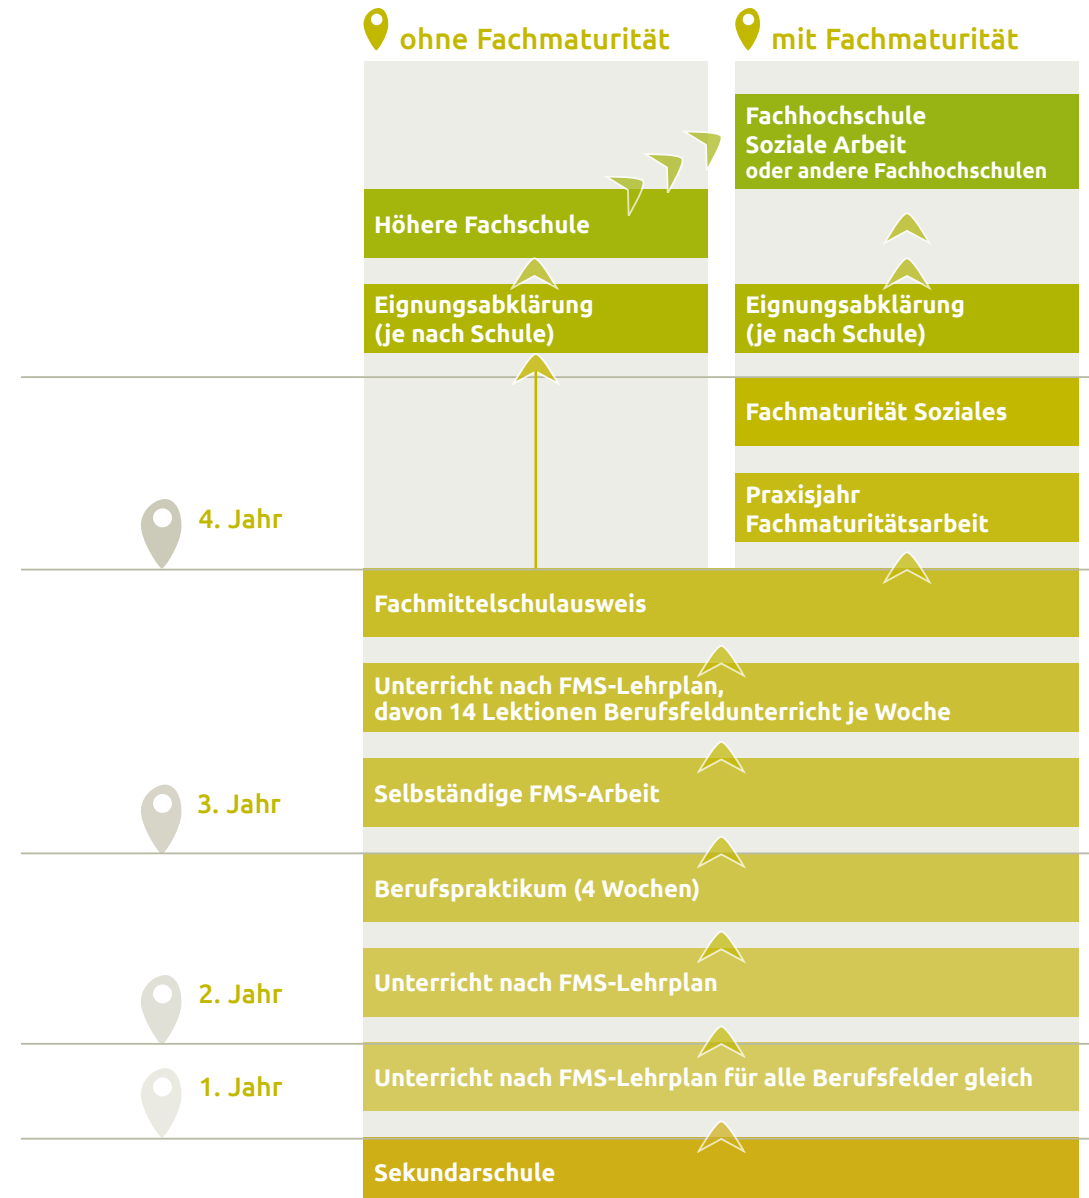 ohne Fachmaturität
mit Fachmaturität
Fachhochschule
Soziale Arbeit
oder andere Fachhochschulen
Höhere Fachschule
Eignungsabklärung
(je nach Schule)
Eignungsabklärung
(je nach Schule)
Fachmaturität Soziales
Praxisjahr
Fachmaturitätsarbeit
4. Jahr
Fachmittelschulausweis
Unterricht nach FMS-Lehrplan,
davon 14 Lektionen Berufsfeldunterricht je Woche
Selbständige FMS-Arbeit
3. Jahr
Berufspraktikum (4 Wochen)
Unterricht nach FMS-Lehrplan
2. Jahr
Unterricht nach FMS-Lehrplan für alle Berufsfelder gleich
1. Jahr
Sekundarschule